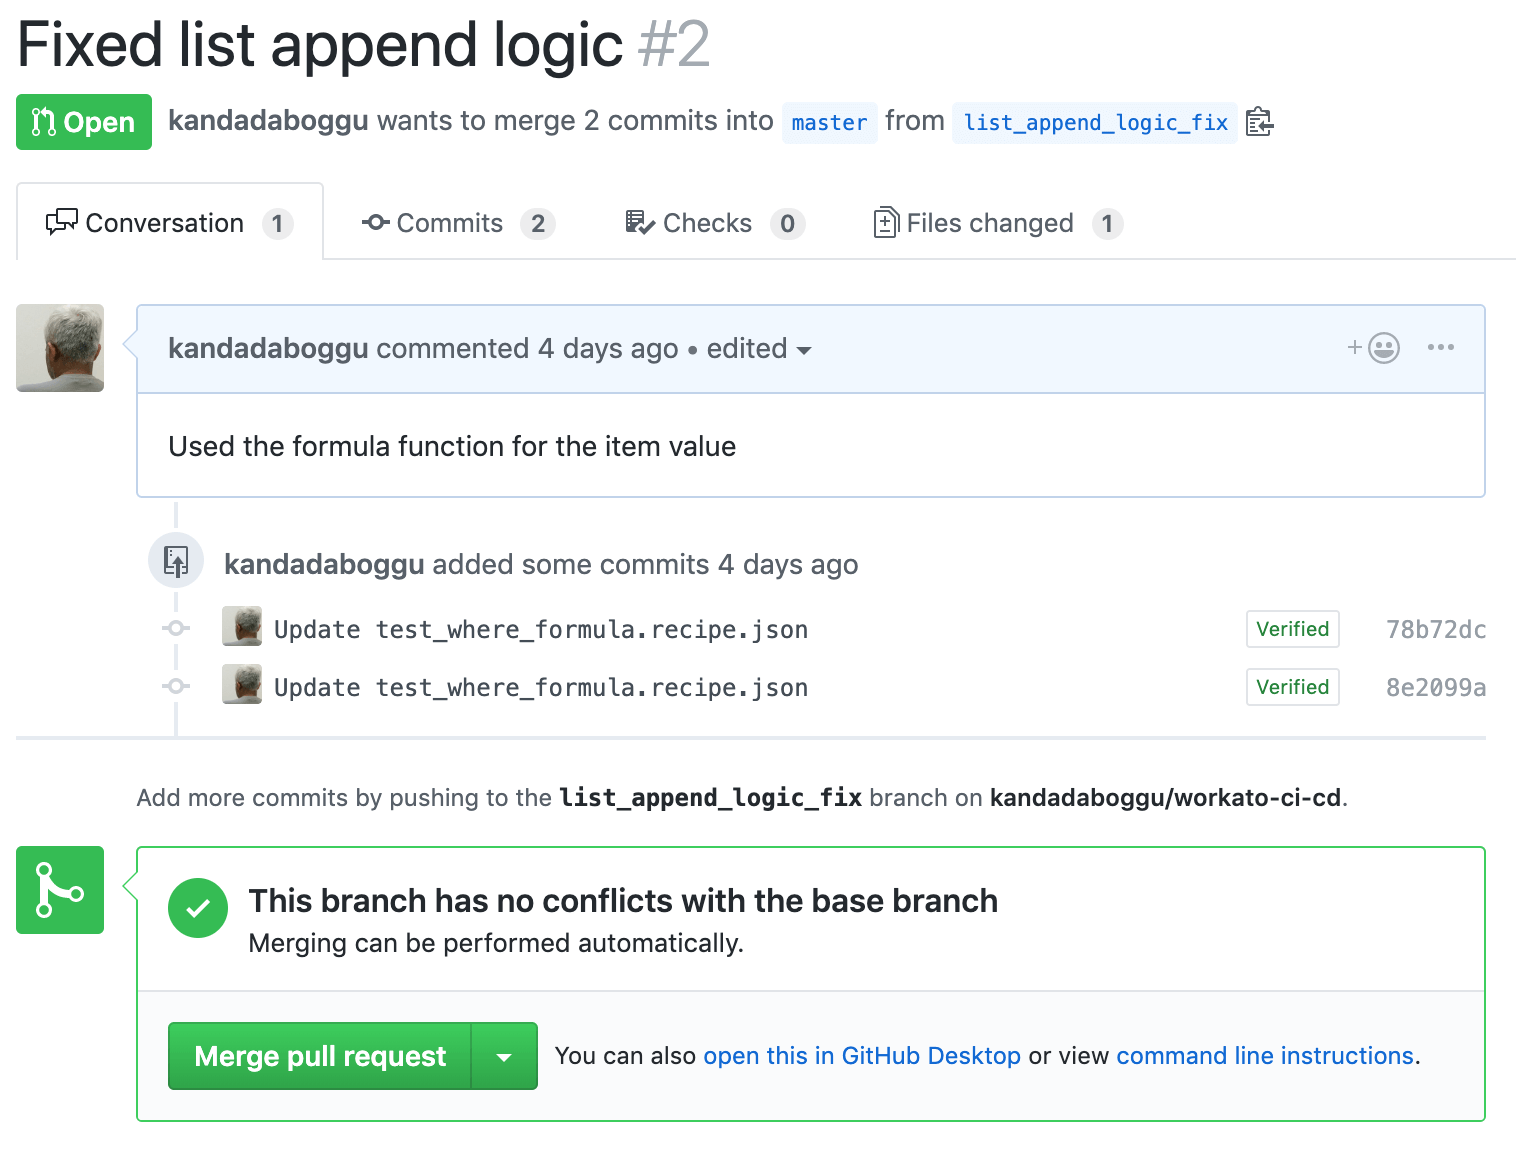 Fixed list append logic #2
Open kandadaboggu wants to merge 2 commits into master from list_append_logic_fix
Conversation 1 Commits 2 Checks 0 Files changed 1
kandadaboggu commented 4 days ago • edited
Used the formula function for the item value
kandadaboggu added some commits 4 days ago
Update test_where_formula.recipe.json Verified 78b72dc
Update test_where_formula.recipe.json Verified 8e2099a
Add more commits by pushing to the list_append_logic_fix branch on kandadaboggu/workato-ci-cd.
This branch has no conflicts with the base branch
Merging can be performed automatically.
Merge pull request You can also open this in GitHub Desktop or view command line instructions.